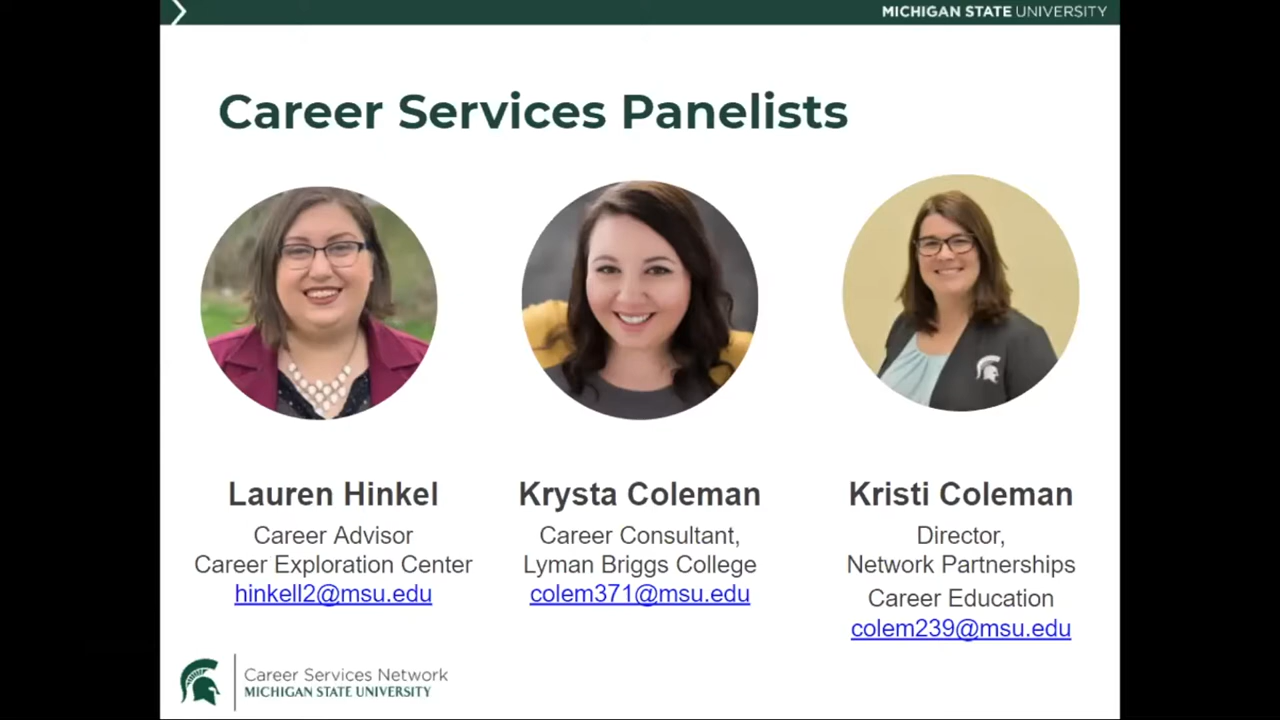 MICHIGAN STATE UNIVERSITY
Career Services Panelists
Lauren Hinkel
Career Advisor
Career Exploration Center
hinkell2@msu.edu
Krysta Coleman
Career Consultant,
Lyman Briggs College
colem371@msu.edu
Kristi Coleman
Director,
Network Partnerships
Career Education
colem239@msu.edu
Career Services Network
MICHIGAN STATE UNIVERSITY